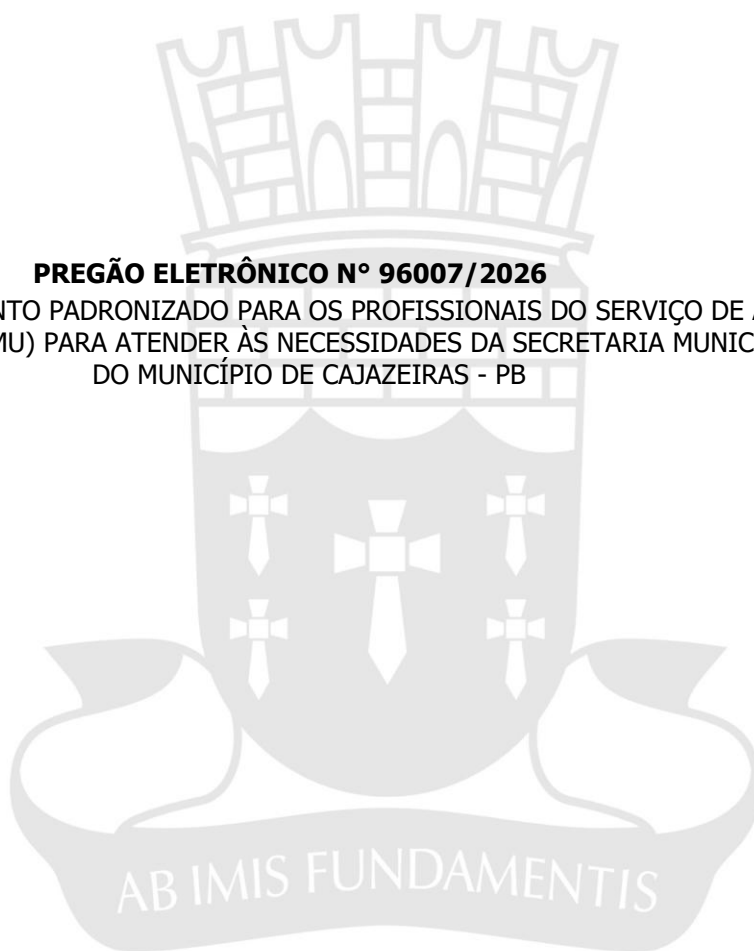 PREGÃO ELETRÔNICO N° 96007/2026
NTO PADRONIZADO PARA OS PROFISSIONAIS DO SERVIÇO DE
MU) PARA ATENDER ÀS NECESSIDADES DA SECRETARIA MUNIC
DO MUNICÍPIO DE CAJAZEIRAS - PB
AB IMIS FUNDAMENTIS